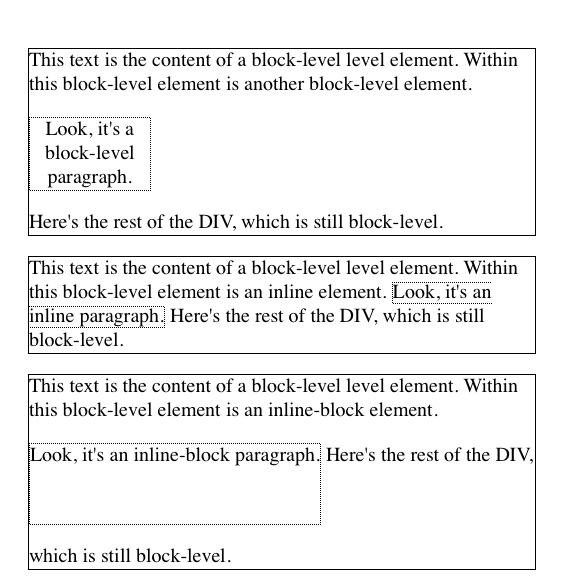 This text is the content of a block-level level element. Within
this block-level element is another block-level element.
Look, it's a
block-level
paragraph.
Here's the rest of the DIV, which is still block-level.
This text is the content of a block-level level element. Within
this block-level element is an inline element. Look, it's an
inline paragraph. Here's the rest of the DIV, which is still
block-level.
This text is the content of a block-level level element. Within
this block-level element is an inline-block element.
Look, it's an inline-block paragraph. Here's the rest of the DIV,
which is still block-level.